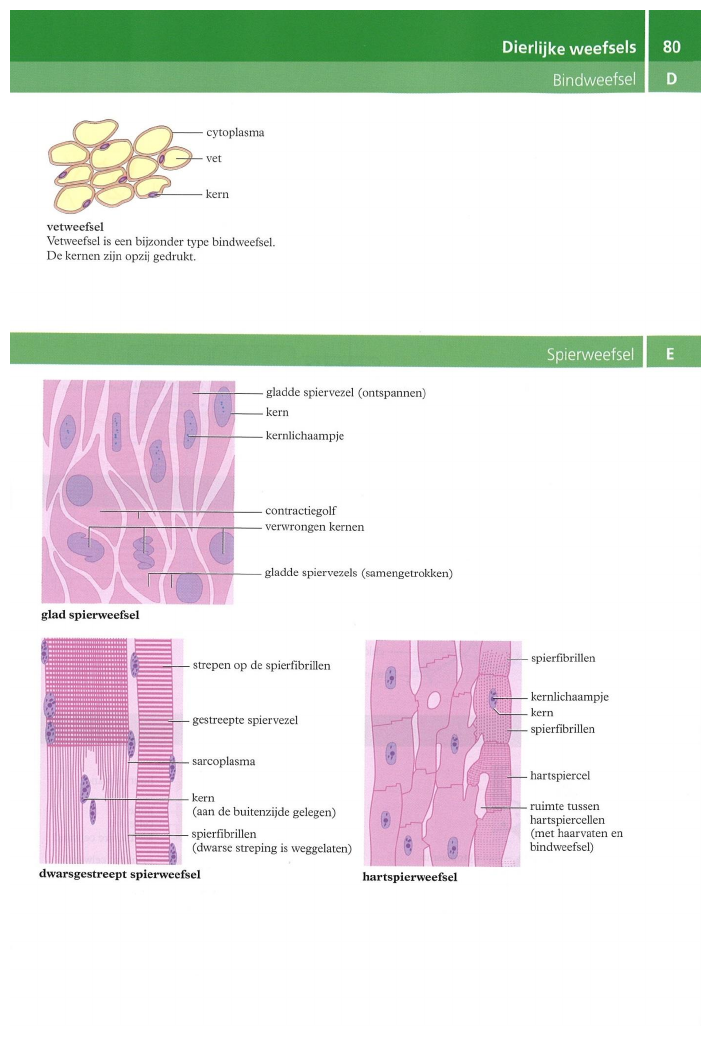 Dierlijke weefsels 80
Bindweefsel D
cytoplasma
vet
kern
vetweefsel
Vetweefsel is een bijzonder type bindweefsel.
De kernen zijn opzij gedrukt.
Spierweefsel E
gladde spiervezel (ontspannen)
kern
kernlichaampje
contractiegolf
verwrongen kernen
gladde spiervezels (samengetrokken)
glad spierweefsel
strepen op de spierfibrillen
gestreepte spiervezel
sarcoplasma
kern
(aan de buitenzijde gelegen)
spierfibrillen
(dwarse streping is weggelaten)
dwarsgestreept spierweefsel
spierfibrillen
kernlichaampje
kern
spierfibrillen
hartspiercel
ruimte tussen
hartspiercellen
(met haarvaten en
bindweefsel)
hartspierweefsel